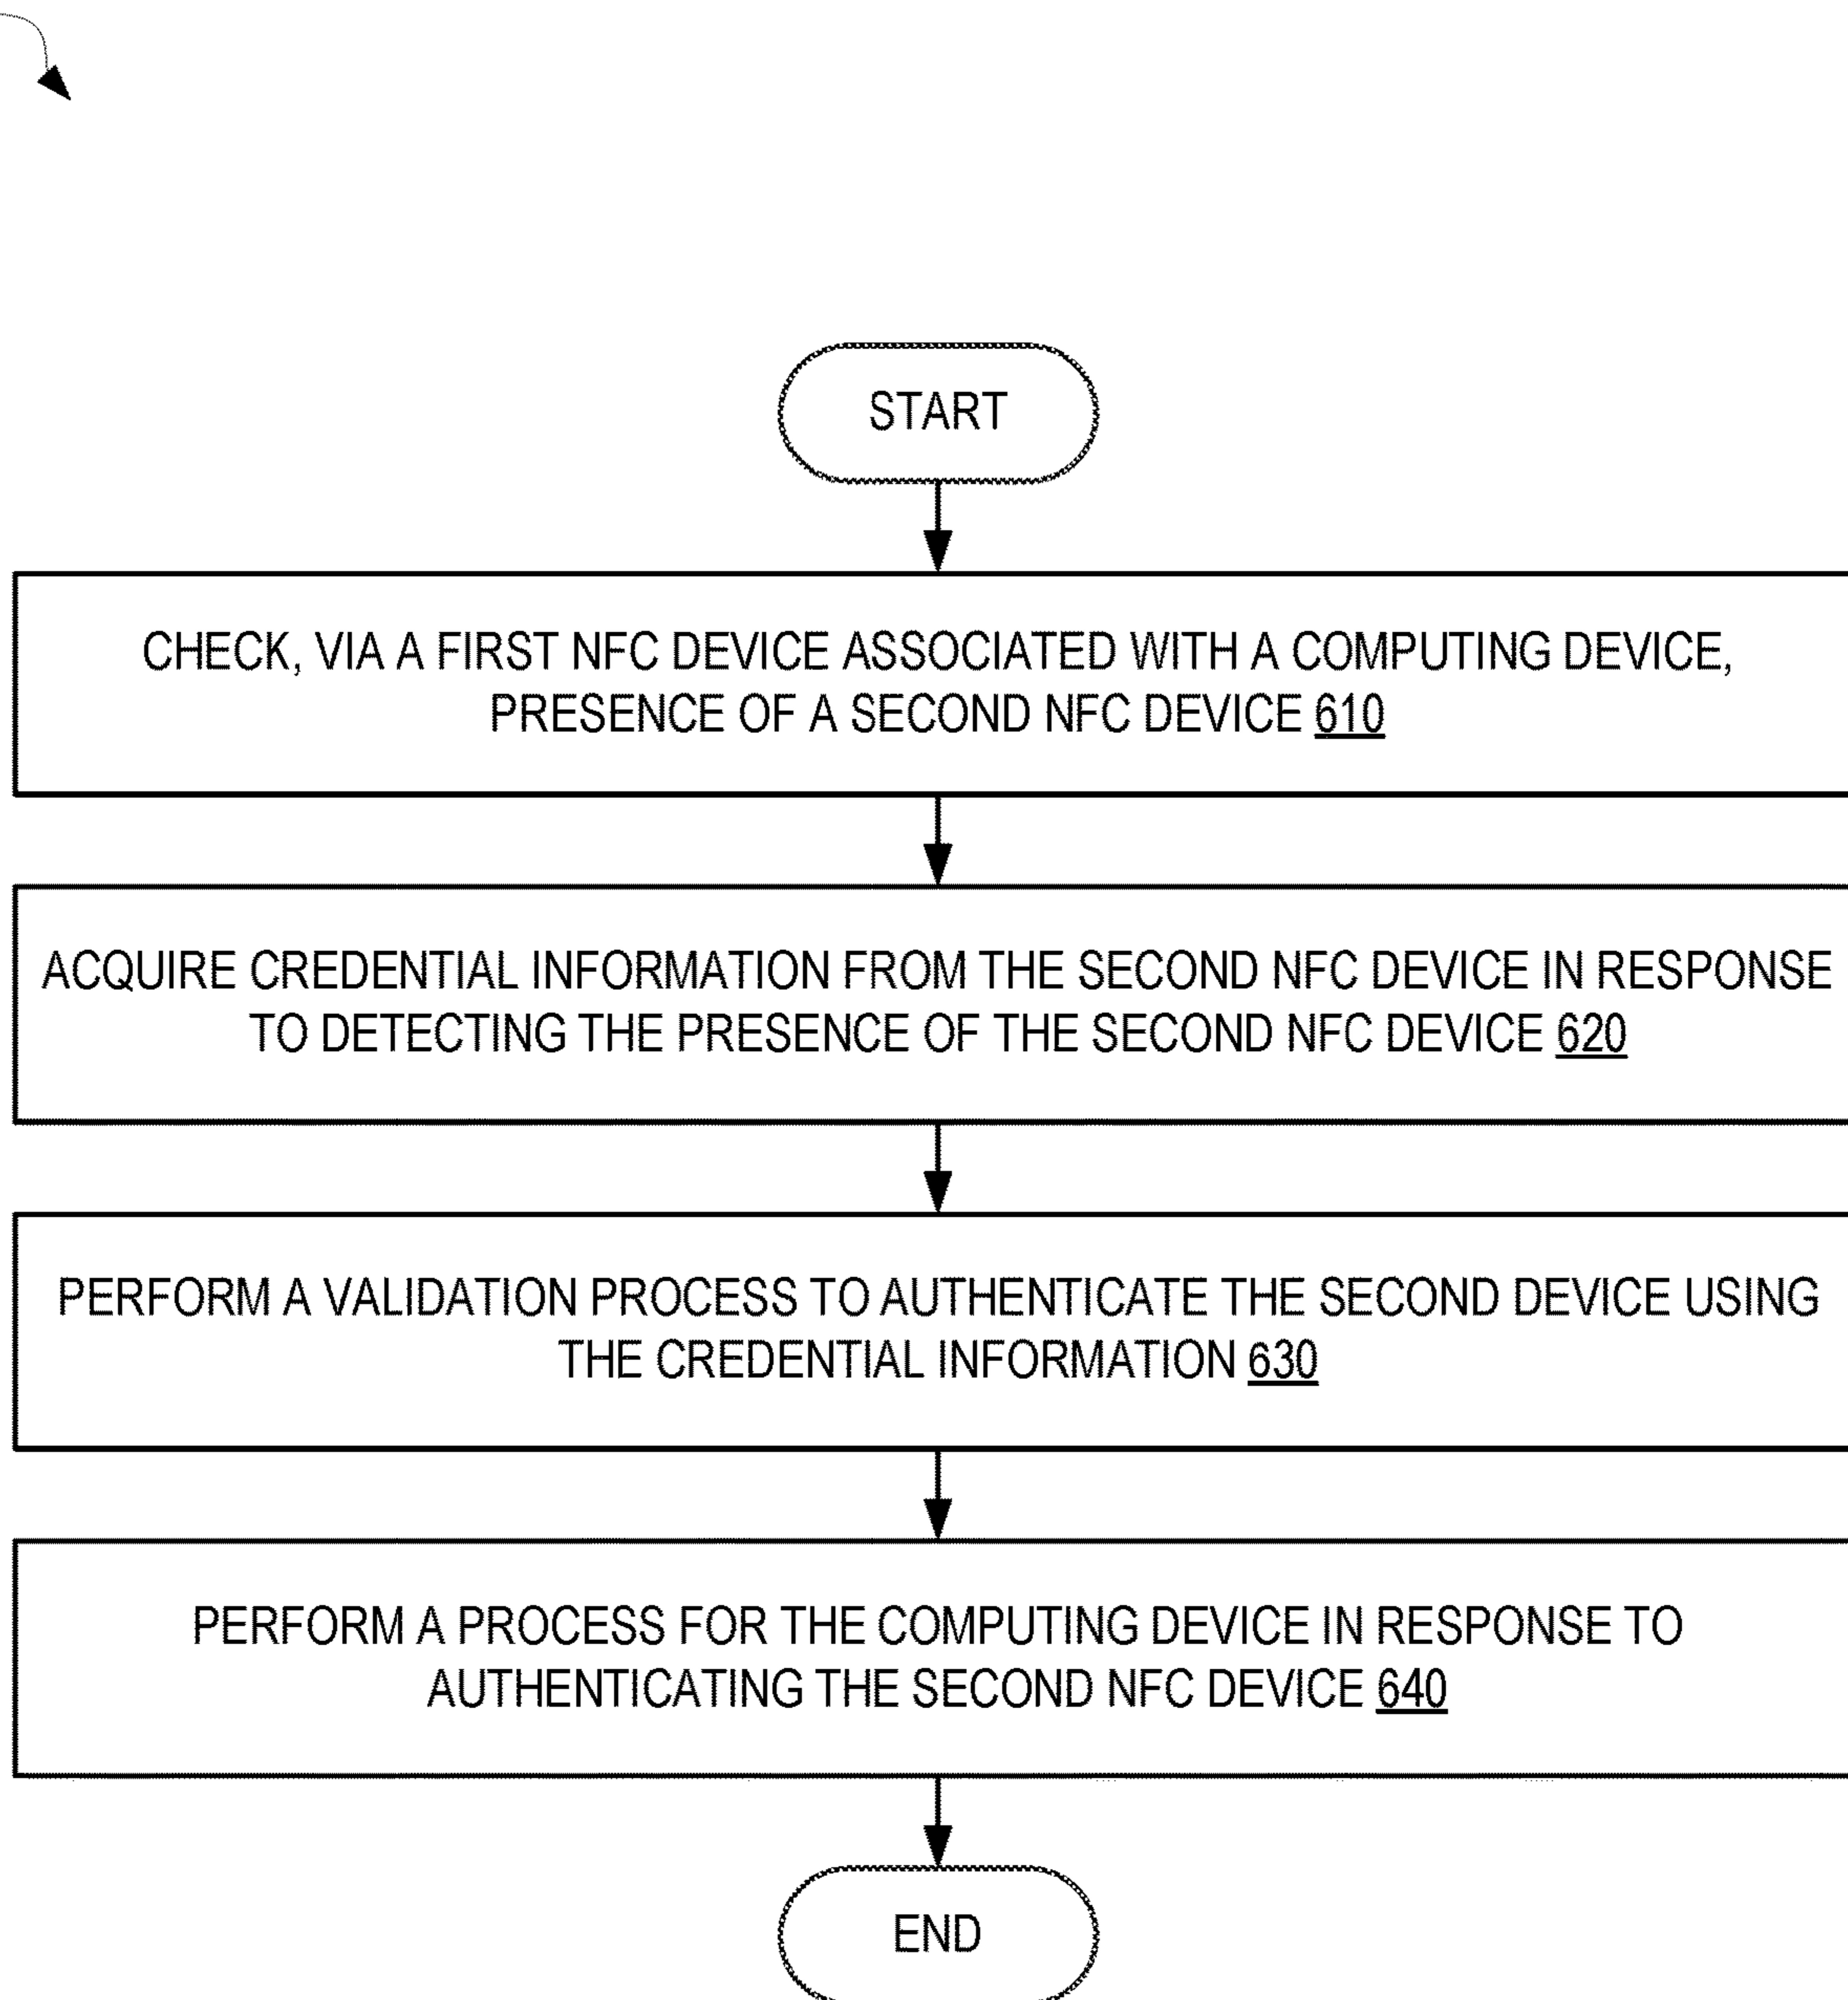 START
CHECK, VIA A FIRST NFC DEVICE ASSOCIATED WITH A COMPUTING DEVICE,
PRESENCE OF A SECOND NFC DEVICE 610
ACQUIRE CREDENTIAL INFORMATION FROM THE SECOND NFC DEVICE IN RESPONSE
TO DETECTING THE PRESENCE OF THE SECOND NFC DEVICE 620
PERFORM A VALIDATION PROCESS TO AUTHENTICATE THE SECOND DEVICE USING
THE CREDENTIAL INFORMATION 630
PERFORM A PROCESS FOR THE COMPUTING DEVICE IN RESPONSE TO
AUTHENTICATING THE SECOND NFC DEVICE 640
END